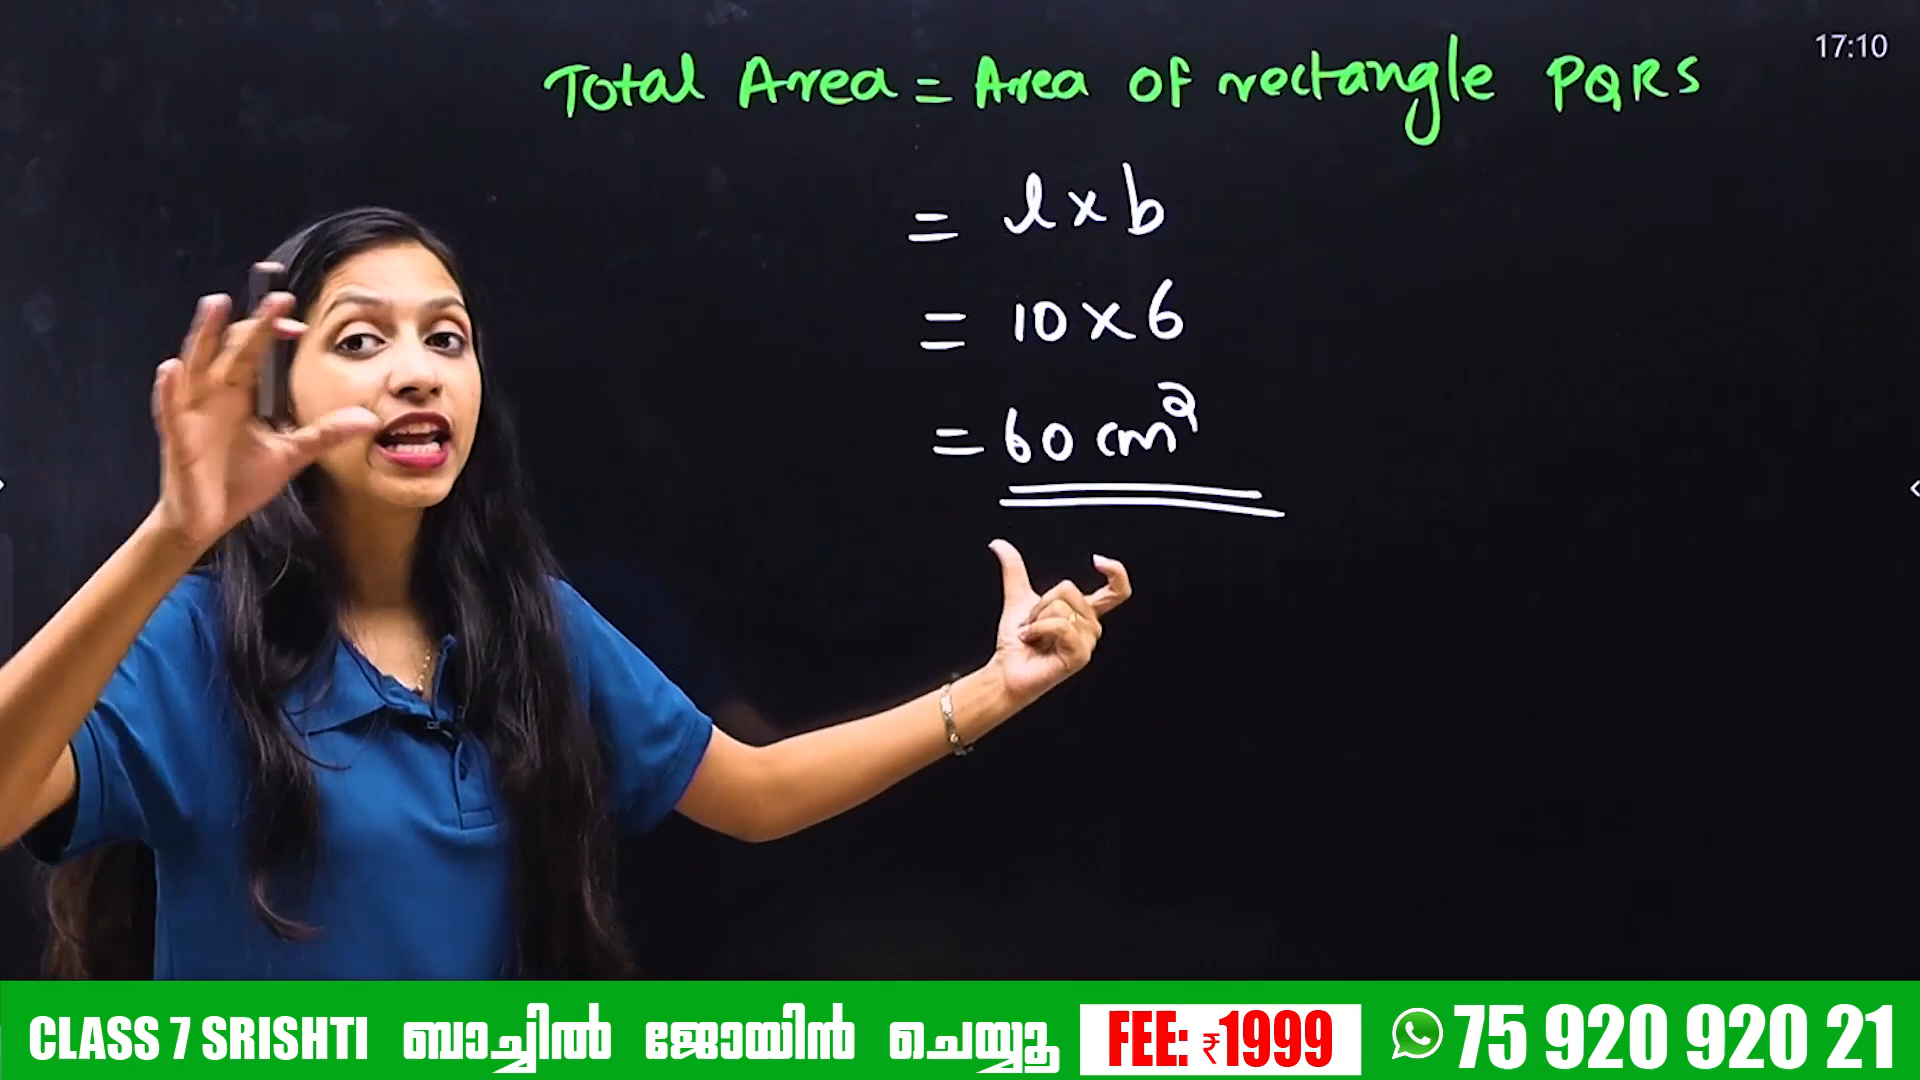 17:10
Total Area = Area of rectangle PQRS
= l x b
= 10 x 6
= 60 cm²
CLASS 7 SRISHTI ബാച്ചിൽ ജോയിൻ ചെയ്യൂ FEE: ₹1999 75 920 920 21